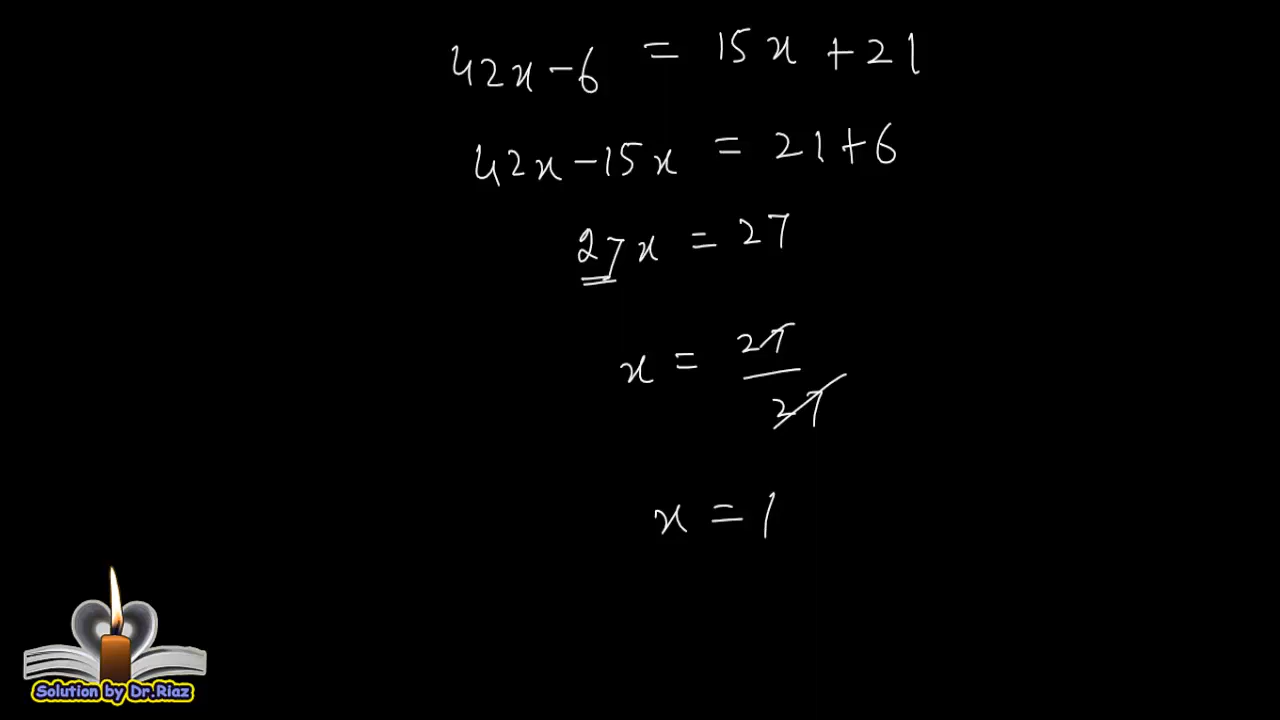 42x - 6 = 15x + 21
42x - 15x = 21 + 6
27x = 27
x = 27/27
x = 1
Solution by Dr.Riaz